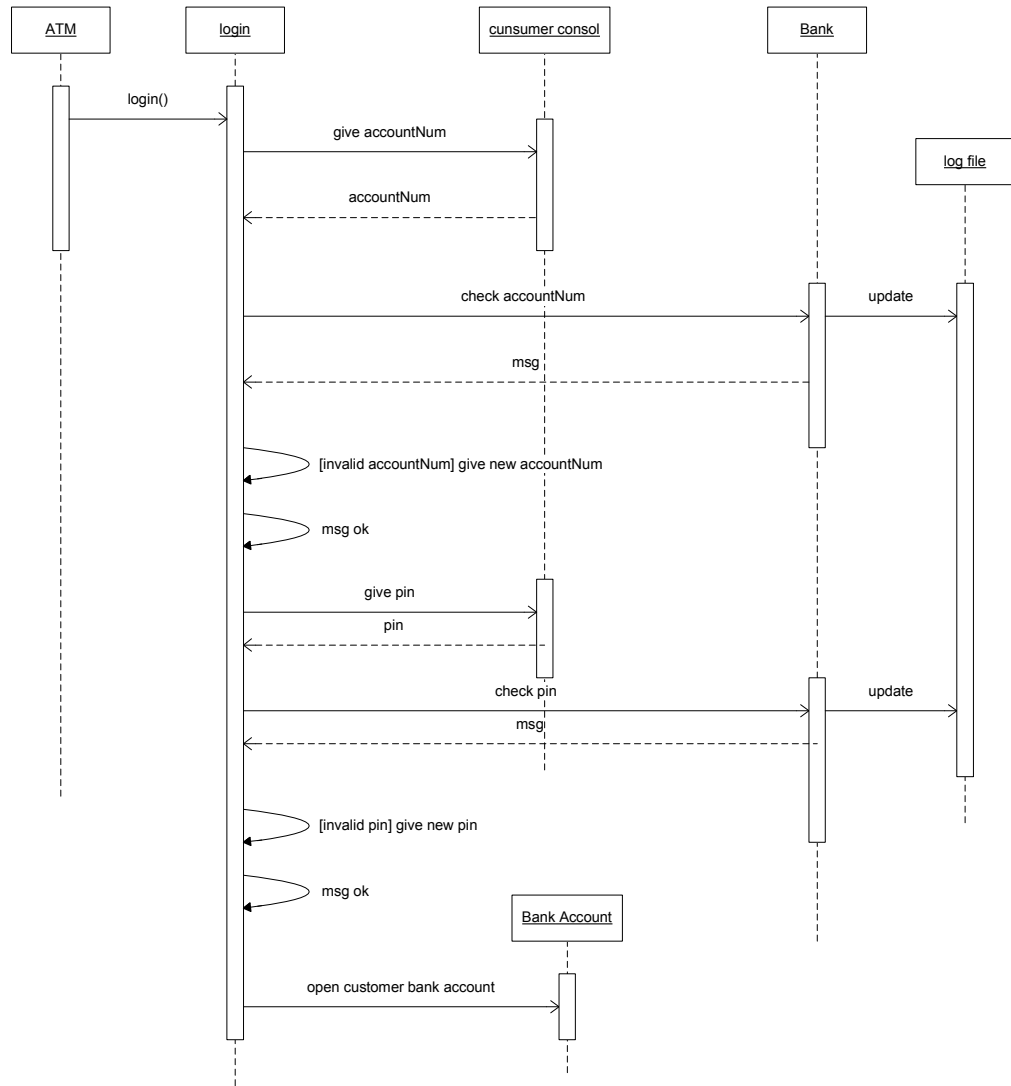 ATM
login
cunsumer consol
Bank
login()
give accountNum
log file
accountNum
check accountNum
update
msg
[invalid accountNum] give new accountNum
msg ok
give pin
pin
check pin
update
msg
[invalid pin] give new pin
msg ok
Bank Account
open customer bank account